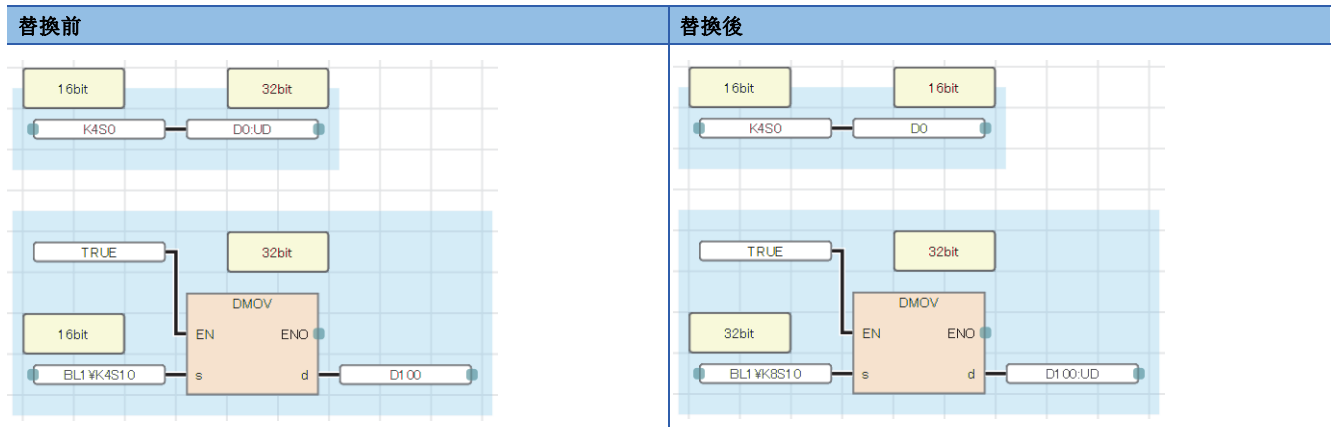 替換前 替換後
16bit 32bit
K4S0 D0:UD
TRUE 32bit
DMOV
EN ENO
16bit
BL1¥K4S10 s d D100
16bit 16bit
K4S0 D0
TRUE 32bit
DMOV
EN ENO
32bit
BL1¥K8S10 s d D100:UD